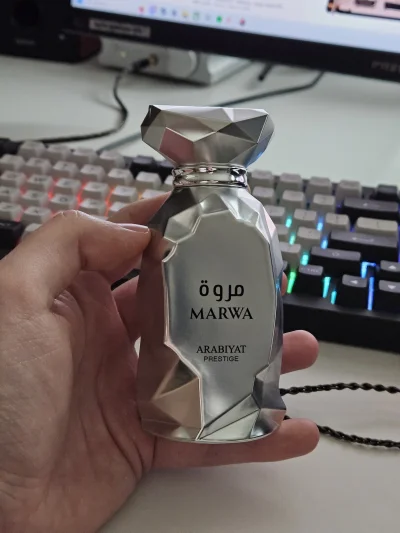 مروة
MARWA
ARABIYAT
PRESTIGE